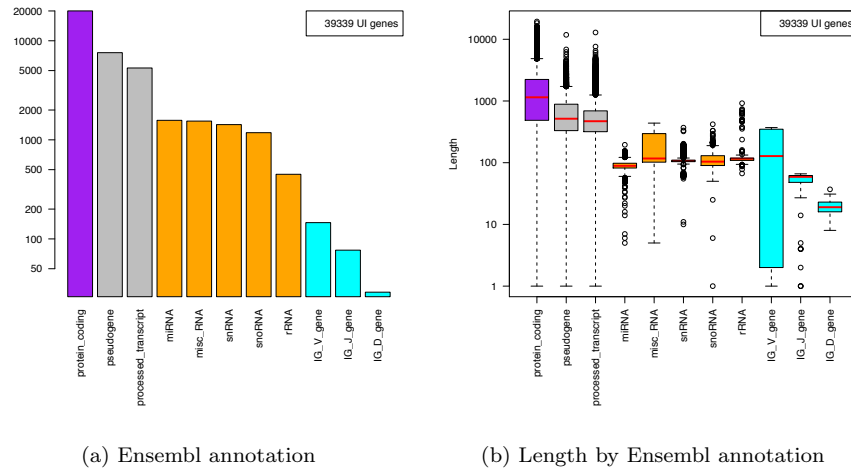 39339 UI genes
20000
10000
5000
2000
1000
500
200
100
50
protein_coding
pseudogene
processed_transcript
miRNA
misc_RNA
snRNA
snoRNA
rRNA
IG_V_gene
IG_J_gene
IG_D_gene
(a) Ensembl annotation
39339 UI genes
Length
10000
1000
100
10
1
protein_coding
pseudogene
processed_transcript
miRNA
misc_RNA
snRNA
snoRNA
rRNA
IG_V_gene
IG_J_gene
IG_D_gene
(b) Length by Ensembl annotation